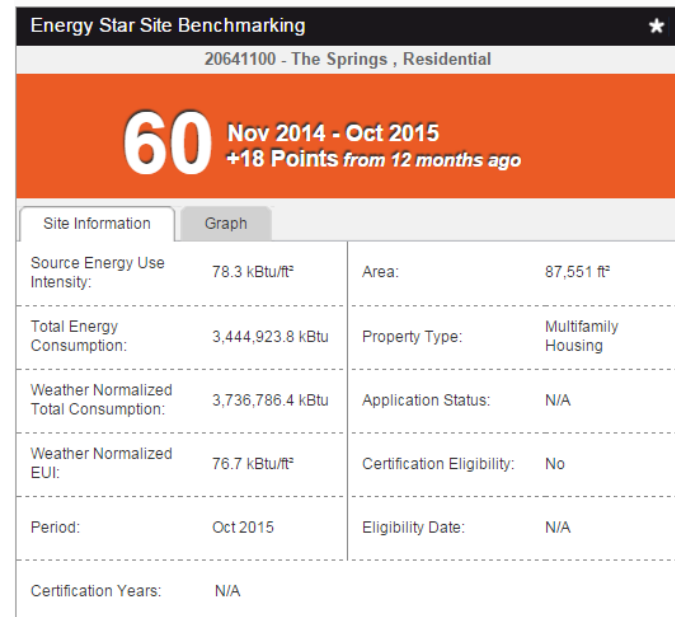 Energy Star Site Benchmarking
20641100 - The Springs , Residential
60
Nov 2014 - Oct 2015
+18 Points from 12 months ago
Site Information
Graph
Source Energy Use
Intensity:
78.3 kBtu/ft²
Area:
87,551 ft²
Total Energy
Consumption:
3,444,923.8 kBtu
Property Type:
Multifamily
Housing
Weather Normalized
Total Consumption:
3,736,786.4 kBtu
Application Status:
N/A
Weather Normalized
EUI:
76.7 kBtu/ft²
Certification Eligibility:
No
Period:
Oct 2015
Eligibility Date:
N/A
Certification Years:
N/A